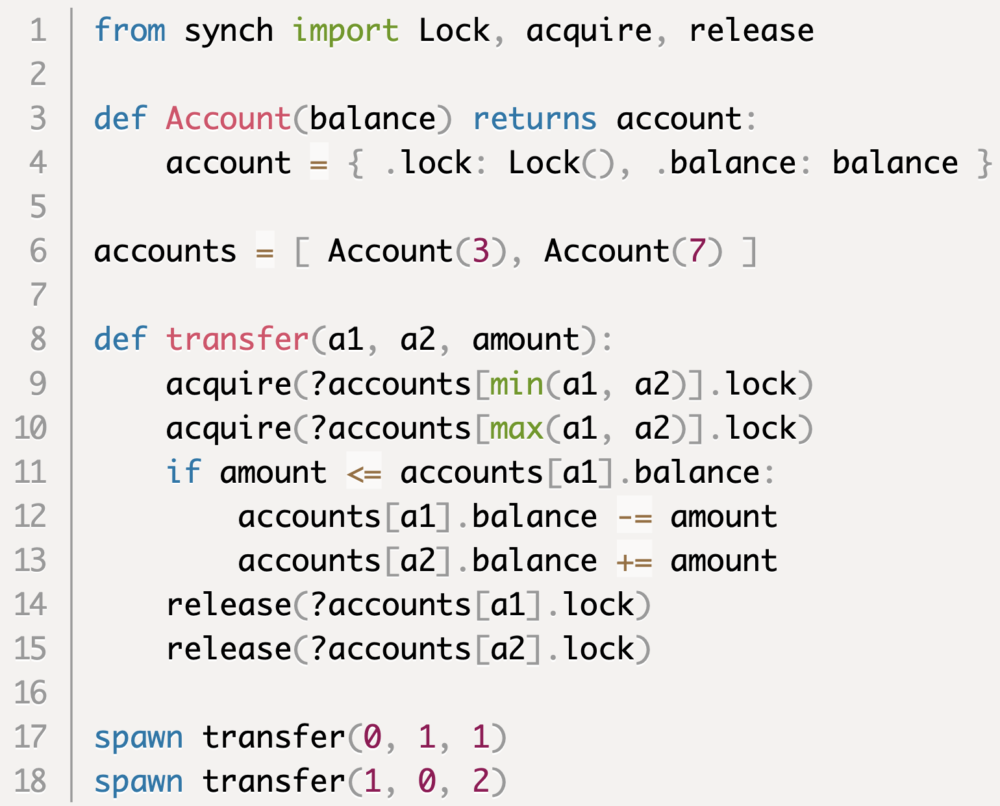 1 from synch import Lock, acquire, release
2
3 def Account(balance) returns account:
4     account = { .lock: Lock(), .balance: balance }
5
6 accounts = [ Account(3), Account(7) ]
7
8 def transfer(a1, a2, amount):
9     acquire(?accounts[min(a1, a2)].lock)
10     acquire(?accounts[max(a1, a2)].lock)
11     if amount <= accounts[a1].balance:
12         accounts[a1].balance -= amount
13         accounts[a2].balance += amount
14     release(?accounts[a1].lock)
15     release(?accounts[a2].lock)
16
17 spawn transfer(0, 1, 1)
18 spawn transfer(1, 0, 2)